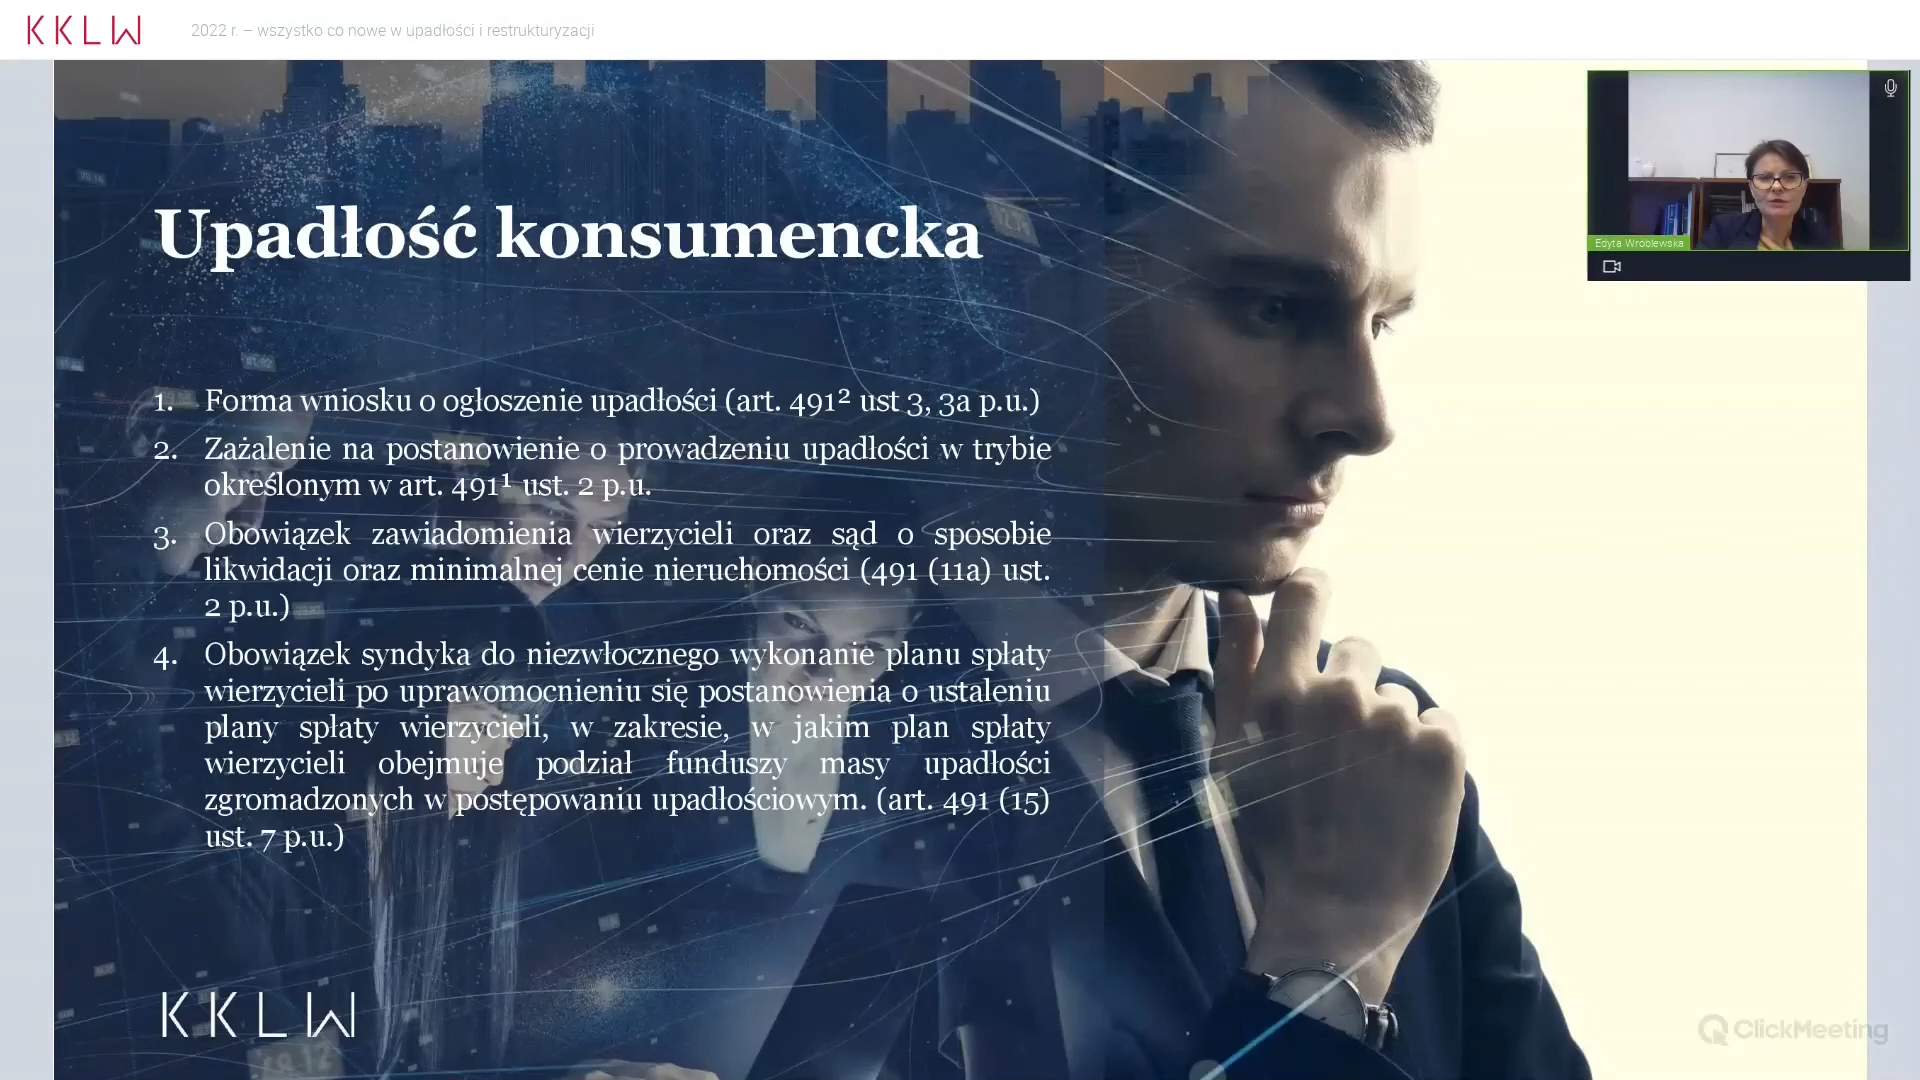 KKLW
2022 r. – wszystko co nowe w upadłości i restrukturyzacji
Edyta Wróblewska
Upadłość konsumencka
1. Forma wniosku o ogłoszenie upadłości (art. 491² ust 3, 3a p.u.)
2. Zażalenie na postanowienie o prowadzeniu upadłości w trybie
określonym w art. 491¹ ust. 2 p.u.
3. Obowiązek zawiadomienia wierzycieli oraz sąd o sposobie
likwidacji oraz minimalnej cenie nieruchomości (491 (11a) ust.
2 p.u.)
4. Obowiązek syndyka do niezwłocznego wykonanie planu spłaty
wierzycieli po uprawomocnieniu się postanowienia o ustaleniu
plany spłaty wierzycieli, w zakresie, w jakim plan spłaty
wierzycieli obejmuje podział funduszy masy upadłości
zgromadzonych w postępowaniu upadłościowym. (art. 491 (15)
ust. 7 p.u.)
KKLW
ClickMeeting